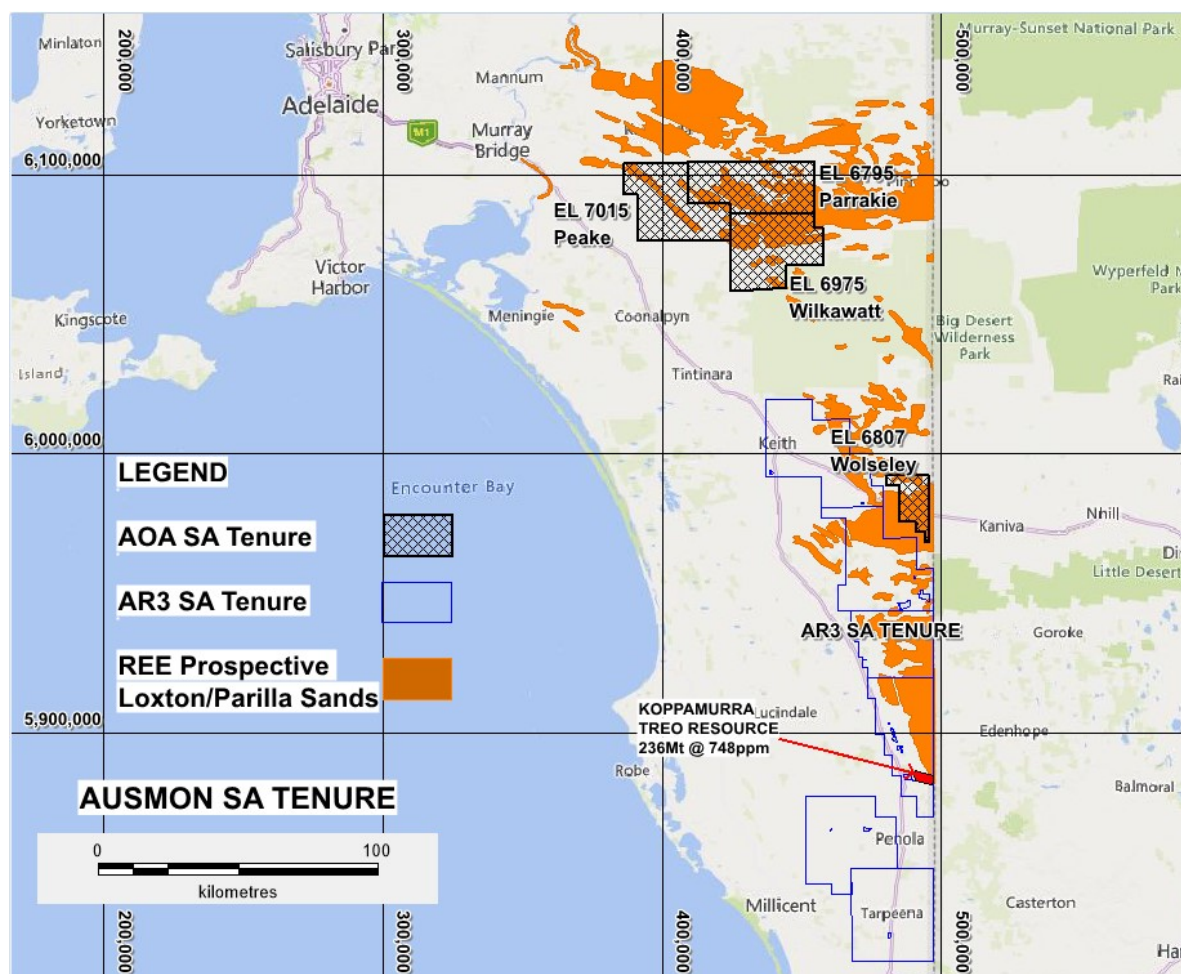 200,000
300,000
400,000
500,000
Minlaton
Salisbury Par
Murray-Sunset National Park
Mannum
Adelaide
Yorketown
M1
Murray
Bridge
6,100,000
EL 6795
Parrakie
EL 7015
Peake
Victor
Harbor
Wyperfeld N
Park
EL 6975
Wilkawatt
Kingscote
Meningie
Coonalpyn
Big Desert
Wilderness
Park
Island
Tintinara
Rai
6,000,000
Keith
EL 6807
Wolseley
LEGEND
Encounter Bay
AOA SA Tenure
Kaniva
Nhill
Di
Little Desert
AR3 SA Tenure
AR3 SA TENURE
Goroke
REE Prospective
Loxton/Parilla Sands
5,900,000
KOPPAMURRA
TREO RESOURCE
236Mt @ 748ppm
Lucindale
Edenhope
Robe
AUSMON SA TENURE
Balmoral
0
100
kilometres
Penola
Millicent
Tarpeena
Casterton
Ha
200,000
300,000
400,000
500,000